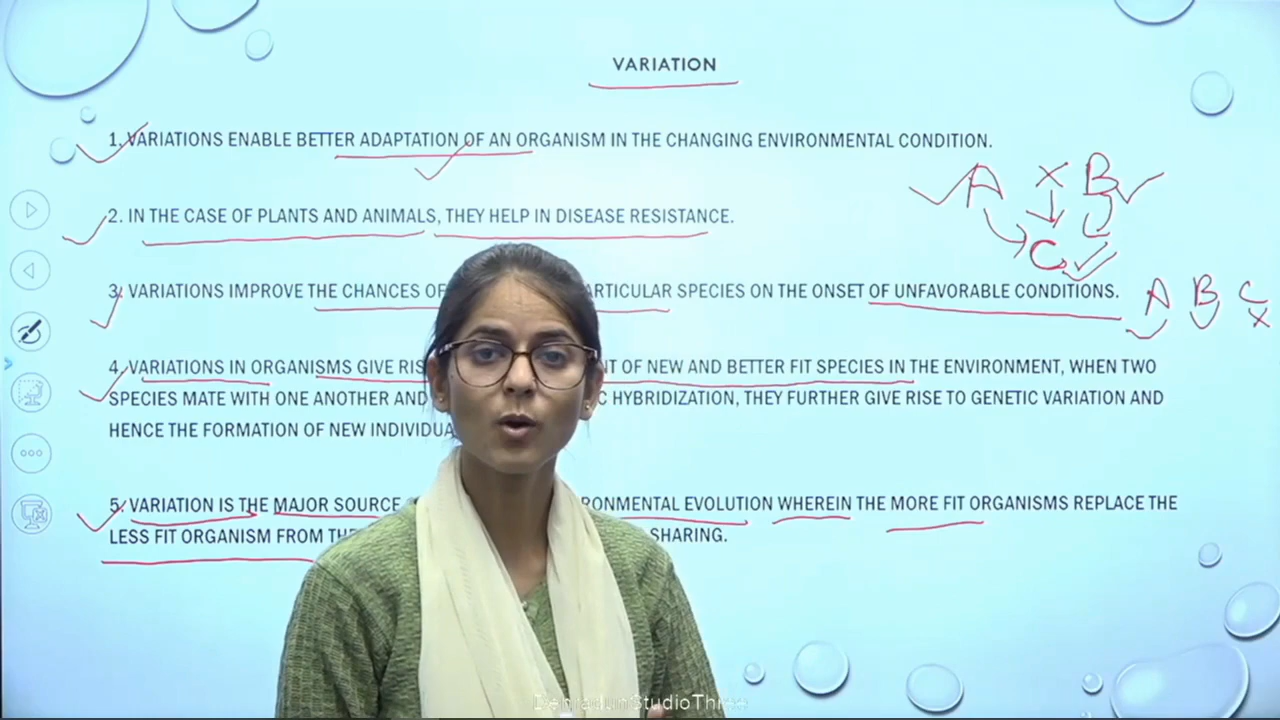 VARIATION
1. VARIATIONS ENABLE BETTER ADAPTATION OF AN ORGANISM IN THE CHANGING ENVIRONMENTAL CONDITION.
A × B
2. IN THE CASE OF PLANTS AND ANIMALS, THEY HELP IN DISEASE RESISTANCE.
C
3. VARIATIONS IMPROVE THE CHANCES OF ARTICULAR SPECIES ON THE ONSET OF UNFAVORABLE CONDITIONS.
A B C
×
4. VARIATIONS IN ORGANISMS GIVE RIS T OF NEW AND BETTER FIT SPECIES IN THE ENVIRONMENT, WHEN TWO
SPECIES MATE WITH ONE ANOTHER AND C HYBRIDIZATION, THEY FURTHER GIVE RISE TO GENETIC VARIATION AND
HENCE THE FORMATION OF NEW INDIVIDUA
5. VARIATION IS THE MAJOR SOURCE ONMENTAL EVOLUTION WHEREIN THE MORE FIT ORGANISMS REPLACE THE
LESS FIT ORGANISM FROM THE SHARING.
DehradunStudioThree